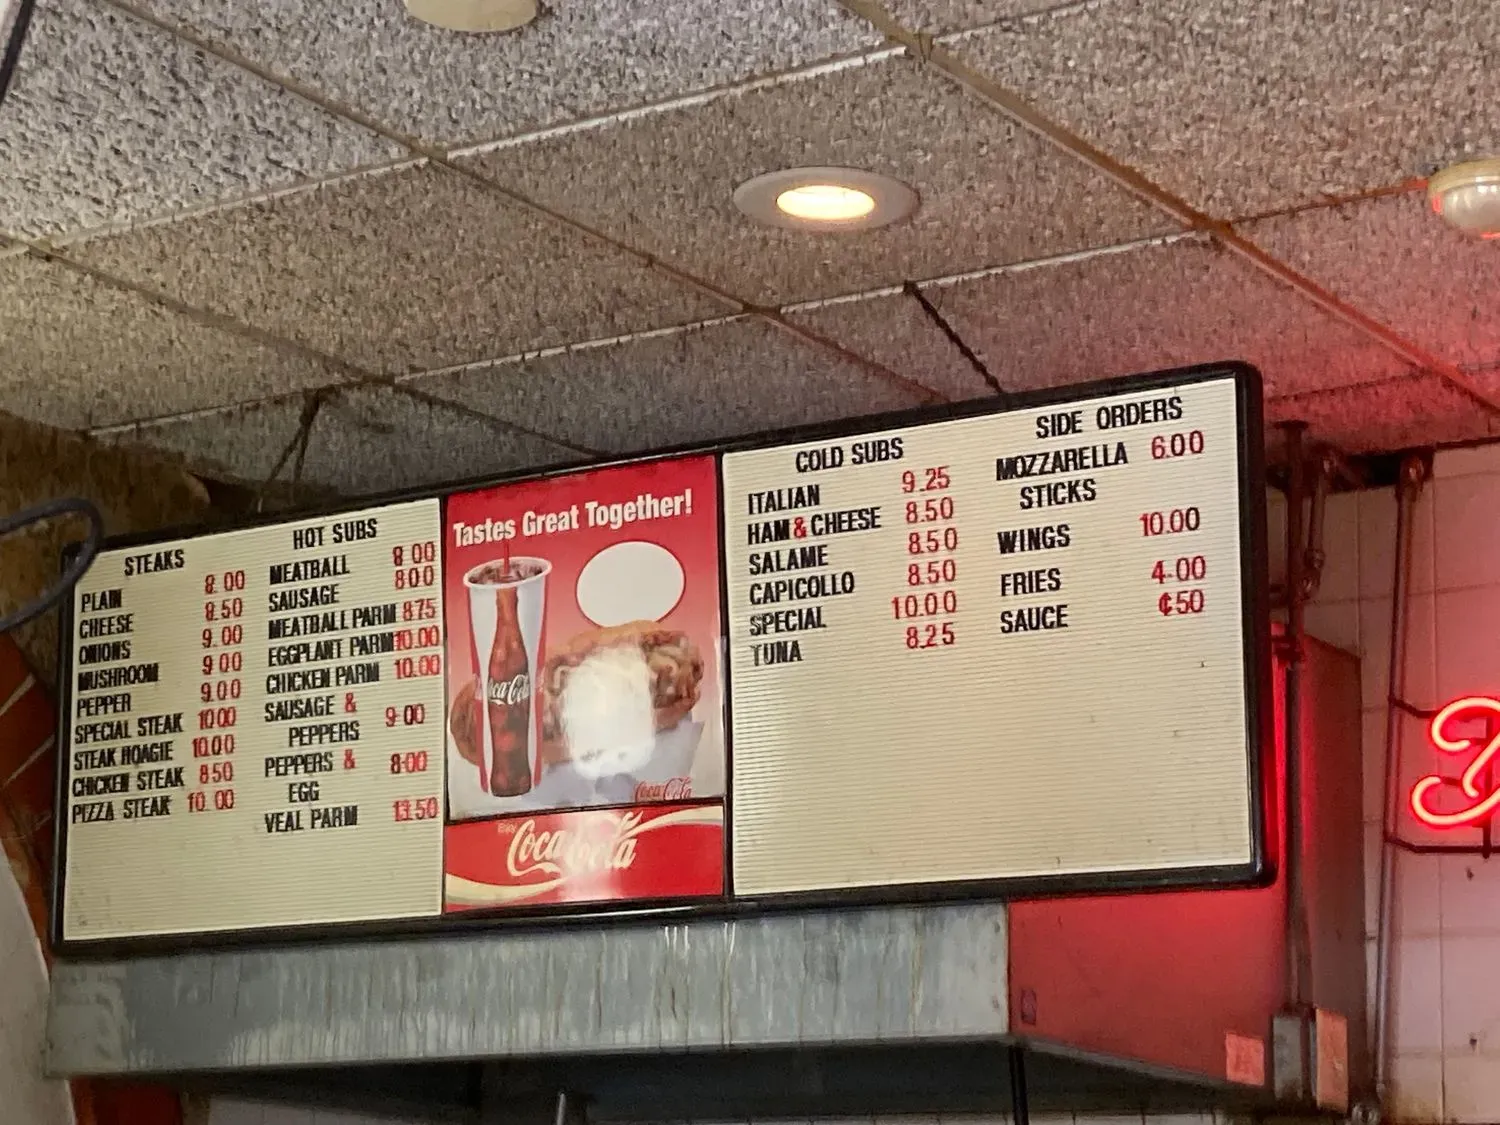 STEAKS
PLAIN 8.00
CHEESE 8.50
ONIONS 9.00
MUSHROOM 9 00
PEPPER 9.00
SPECIAL STEAK 10 00
STEAK HOAGIE 10.00
CHICKEN STEAK 8 50
PIZZA STEAK 10.00
HOT SUBS
MEATBALL 8 00
SAUSAGE 8 00
MEATBALL PARM 8 75
EGGPLANT PARM 10.00
CHICKEN PARM 10.00
SAUSAGE & 9.00
PEPPERS
PEPPERS & 8.00
EGG
VEAL PARM 13.50
Tastes Great Together!
Coca-Cola
Coca-Cola
Enjoy
Coca-Cola
COLD SUBS
ITALIAN 9.25
HAM & CHEESE 8.50
SALAME 8.50
CAPICOLLO 8.50
SPECIAL 10.00
TUNA 8.25
SIDE ORDERS
MOZZARELLA 6.00
STICKS
WINGS 10.00
FRIES 4.00
SAUCE ¢50